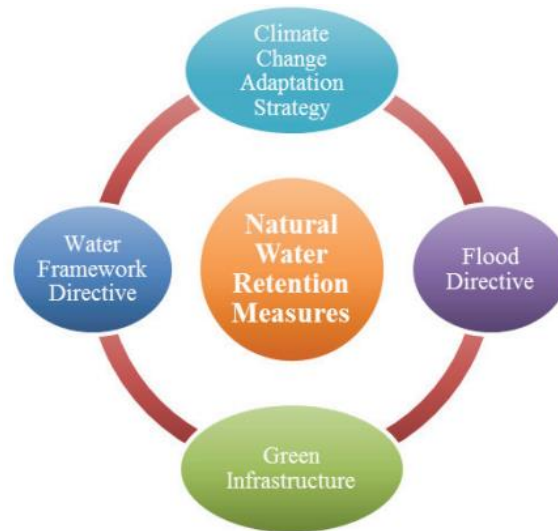 Climate
Change
Adaptation
Strategy
Water
Framework
Directive
Natural
Water
Retention
Measures
Flood
Directive
Green
Infrastructure